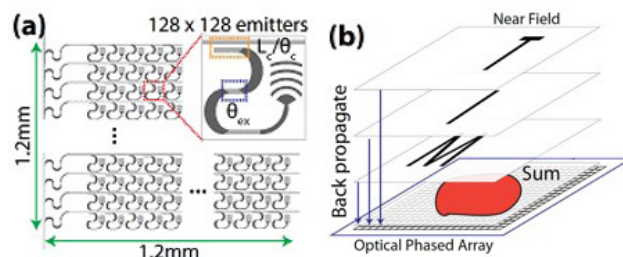 (a)
128 x 128 emitters
L_c/θ_c
θ_ex
1.2mm
1.2mm
(b)
Near Field
Back propagate
Sum
Optical Phased Array